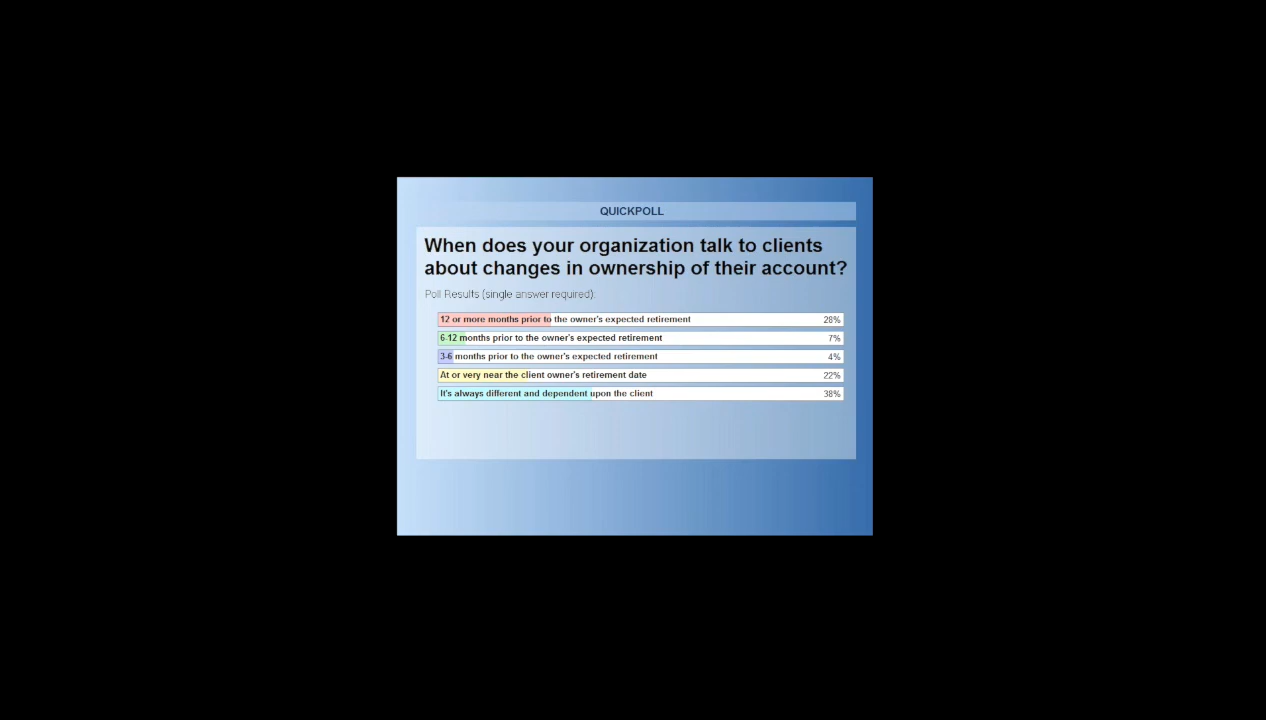 QUICKPOLL
When does your organization talk to clients
about changes in ownership of their account?
Poll Results (single answer required):
12 or more months prior to the owner's expected retirement 28%
6-12 months prior to the owner's expected retirement 7%
3-6 months prior to the owner's expected retirement 4%
At or very near the client owner's retirement date 22%
It's always different and dependent upon the client 38%